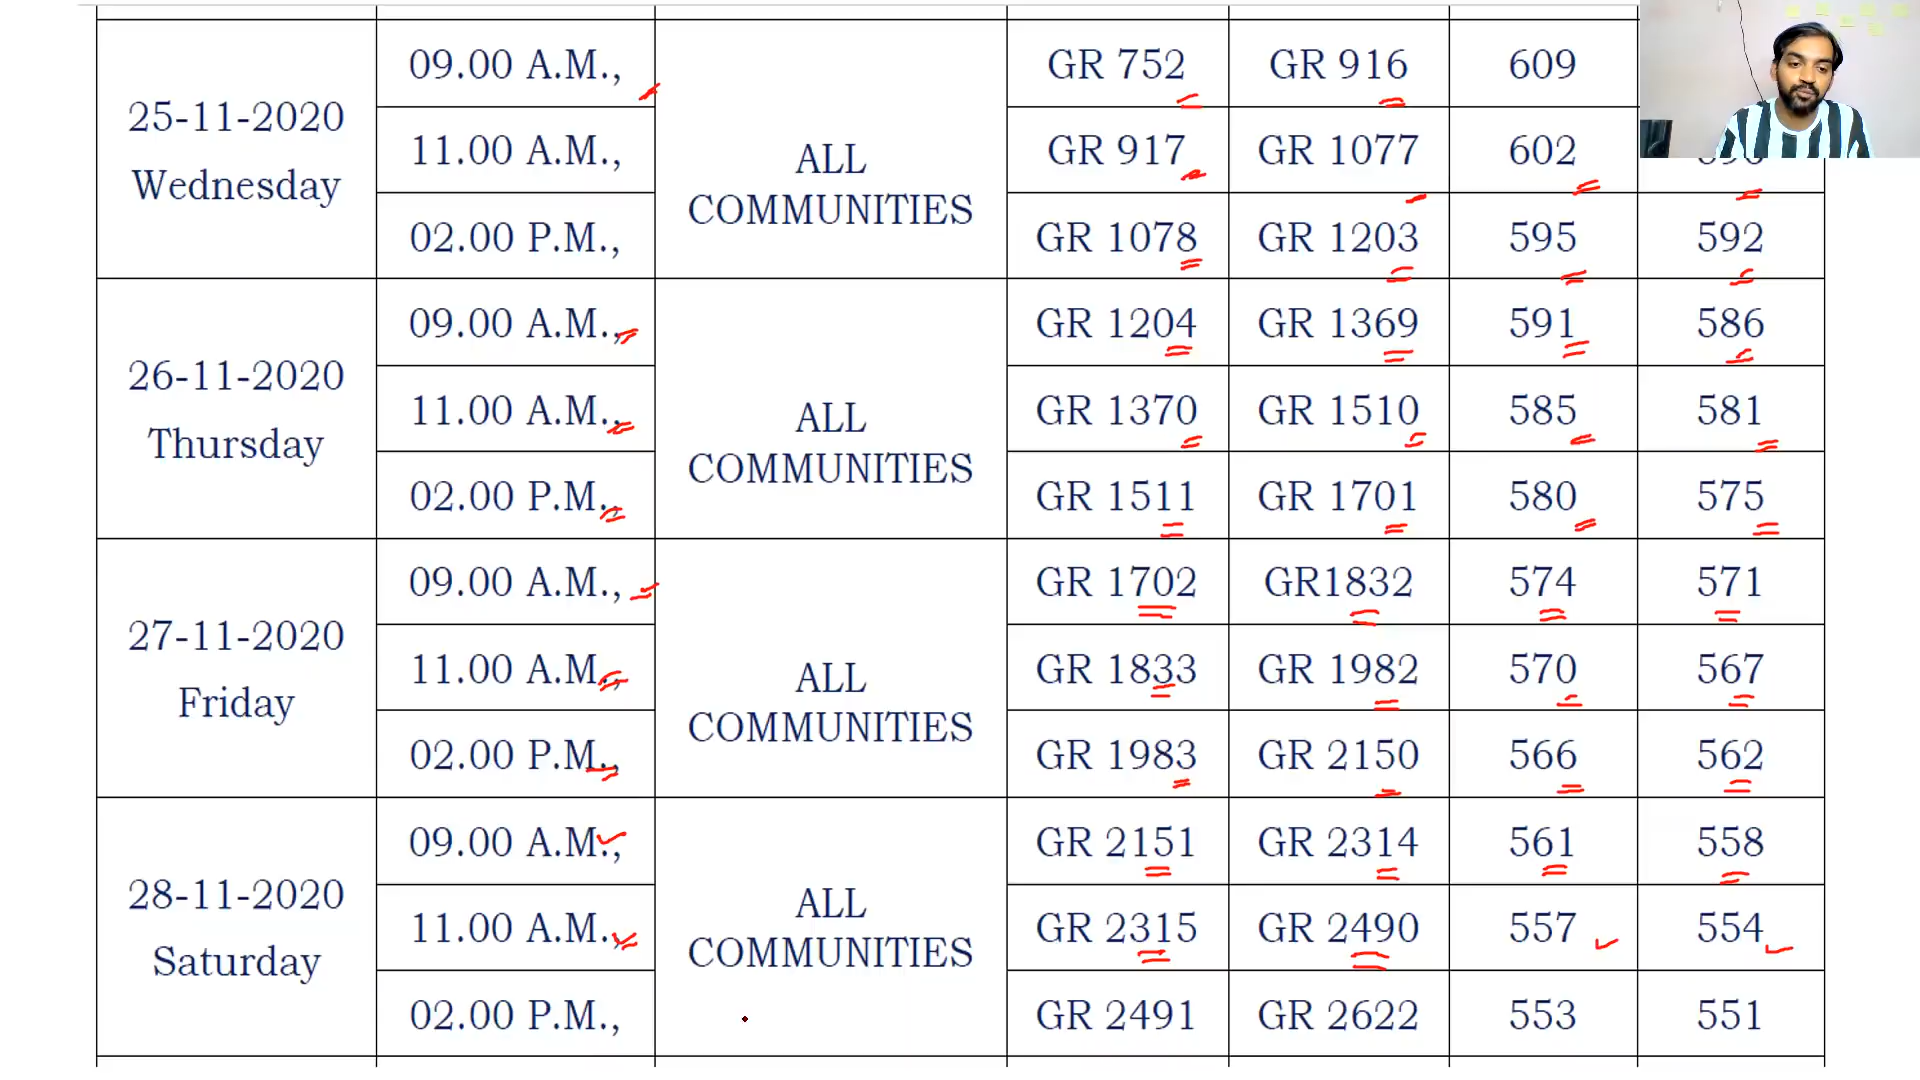 25-11-2020
Wednesday
09.00 A.M.,
ALL
COMMUNITIES
GR 752
GR 916
609
11.00 A.M.,
GR 917
GR 1077
602
02.00 P.M.,
GR 1078
GR 1203
595
592
26-11-2020
Thursday
09.00 A.M.,
ALL
COMMUNITIES
GR 1204
GR 1369
591
586
11.00 A.M.,
GR 1370
GR 1510
585
581
02.00 P.M.,
GR 1511
GR 1701
580
575
27-11-2020
Friday
09.00 A.M.,
ALL
COMMUNITIES
GR 1702
GR1832
574
571
11.00 A.M.,
GR 1833
GR 1982
570
567
02.00 P.M.,
GR 1983
GR 2150
566
562
28-11-2020
Saturday
09.00 A.M.,
ALL
COMMUNITIES
GR 2151
GR 2314
561
558
11.00 A.M.,
GR 2315
GR 2490
557
554
02.00 P.M.,
GR 2491
GR 2622
553
551